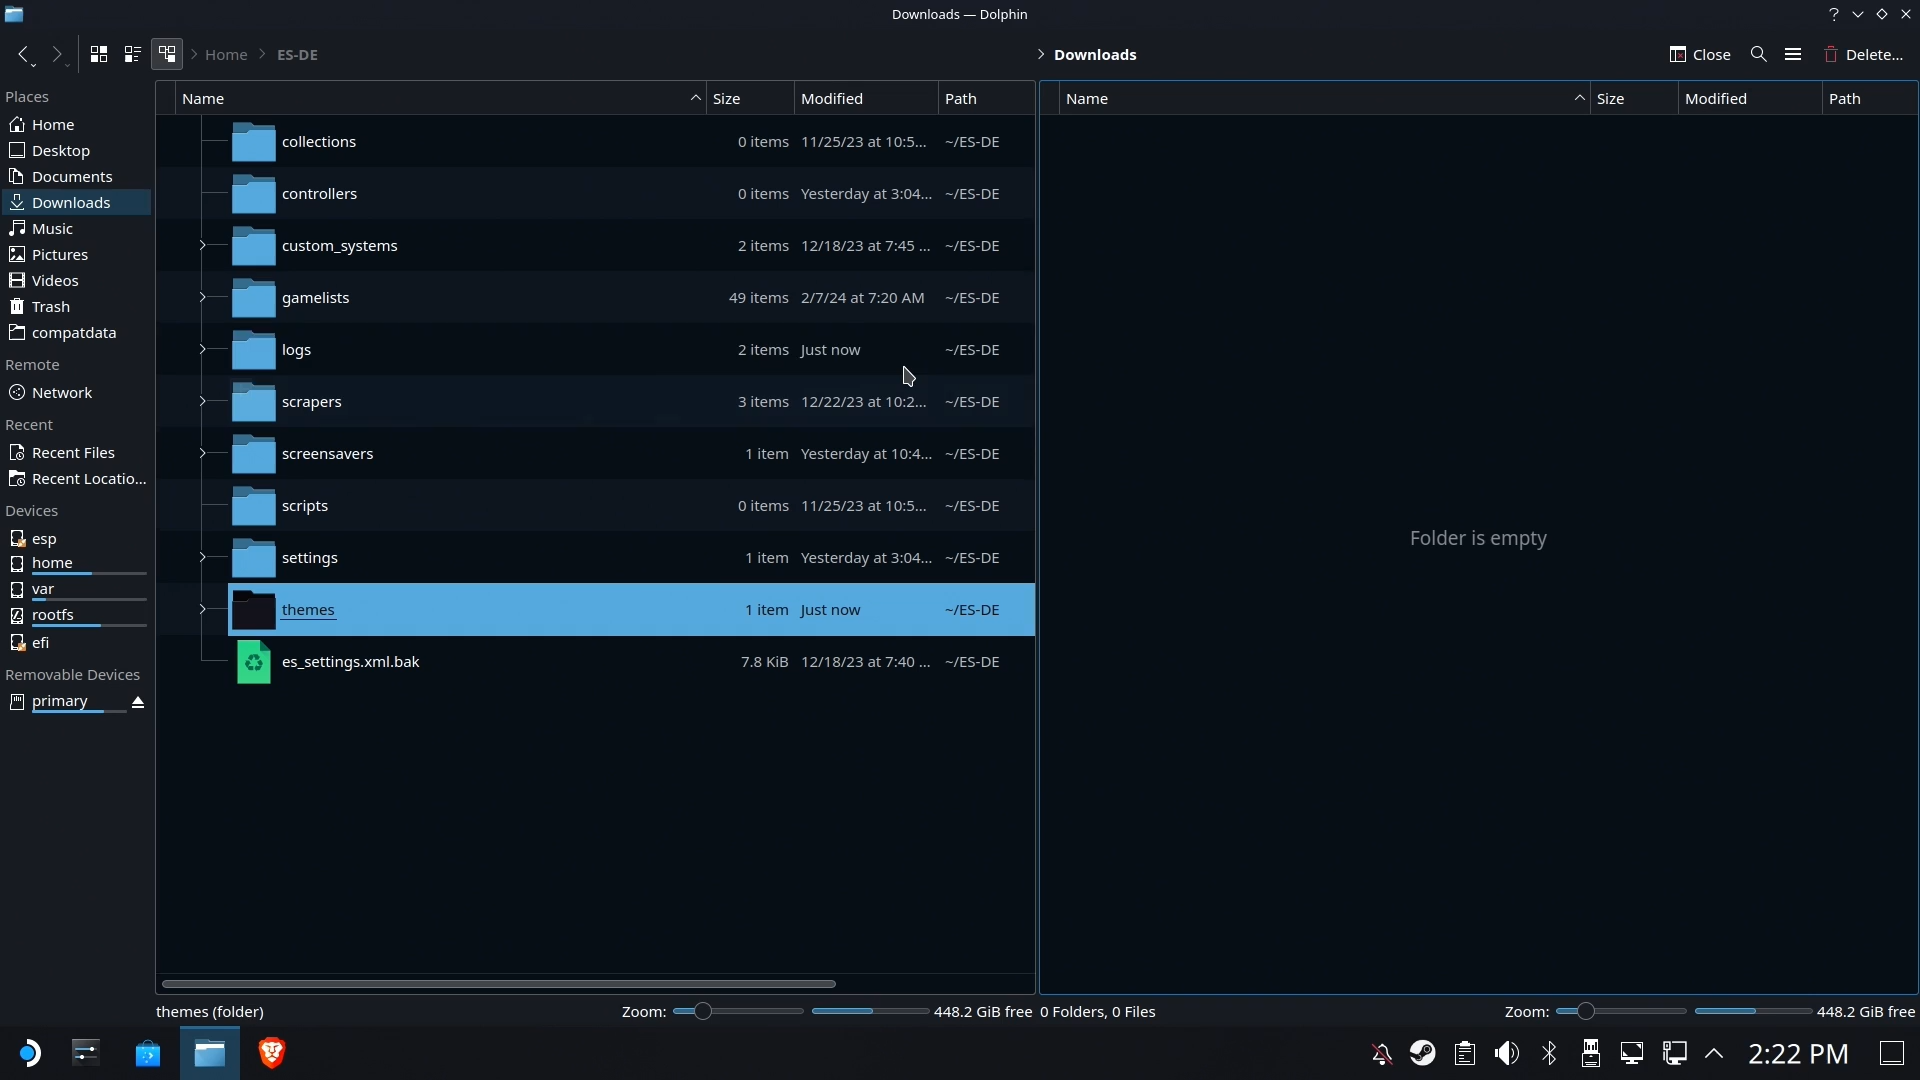 Downloads — Dolphin
Home
ES-DE
Downloads
Close
Delete...
Places
Home
Desktop
Documents
Downloads
Music
Pictures
Videos
Trash
compatdata
Remote
Network
Recent
Recent Files
Recent Locatio...
Devices
esp
home
var
rootfs
efi
Removable Devices
primary
Name Size Modified Path
collections 0 items 11/25/23 at 10:5... ~/ES-DE
controllers 0 items Yesterday at 3:04... ~/ES-DE
custom_systems 2 items 12/18/23 at 7:45 ... ~/ES-DE
gamelists 49 items 2/7/24 at 7:20 AM ~/ES-DE
logs 2 items Just now ~/ES-DE
scrapers 3 items 12/22/23 at 10:2... ~/ES-DE
screensavers 1 item Yesterday at 10:4... ~/ES-DE
scripts 0 items 11/25/23 at 10:5... ~/ES-DE
settings 1 item Yesterday at 3:04... ~/ES-DE
themes 1 item Just now ~/ES-DE
es_settings.xml.bak 7.8 KiB 12/18/23 at 7:40 ... ~/ES-DE
themes (folder) Zoom: 448.2 GiB free
Name Size Modified Path
Folder is empty
0 Folders, 0 Files Zoom: 448.2 GiB free
2:22 PM